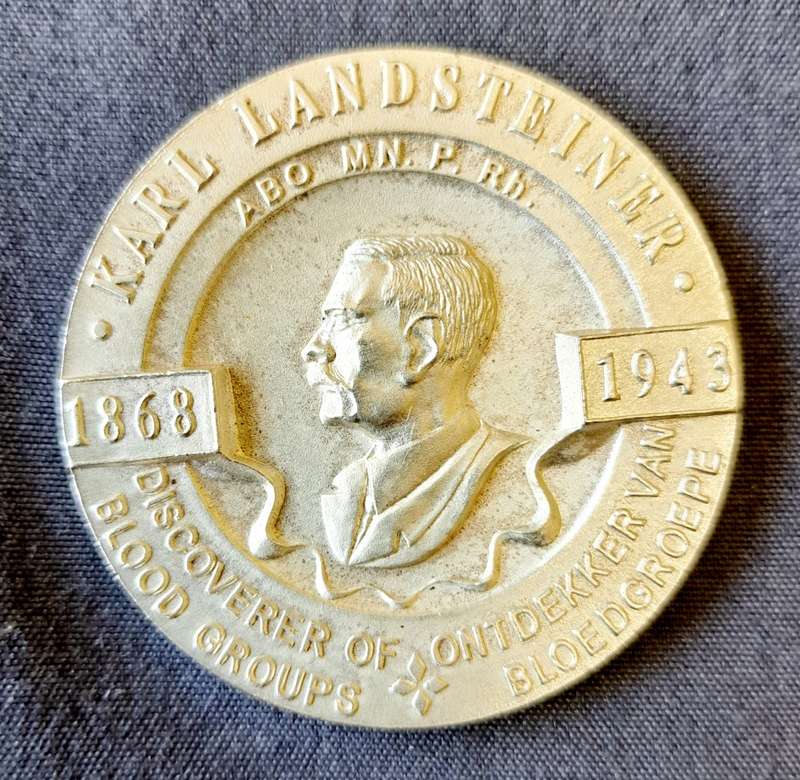 · KARL LANDSTEINER ·
ABO MN. P. Rh.
1868
1943
DISCOVERER OF
BLOOD GROUPS
ONTDEKKER VAN
BLOEDGROEPE